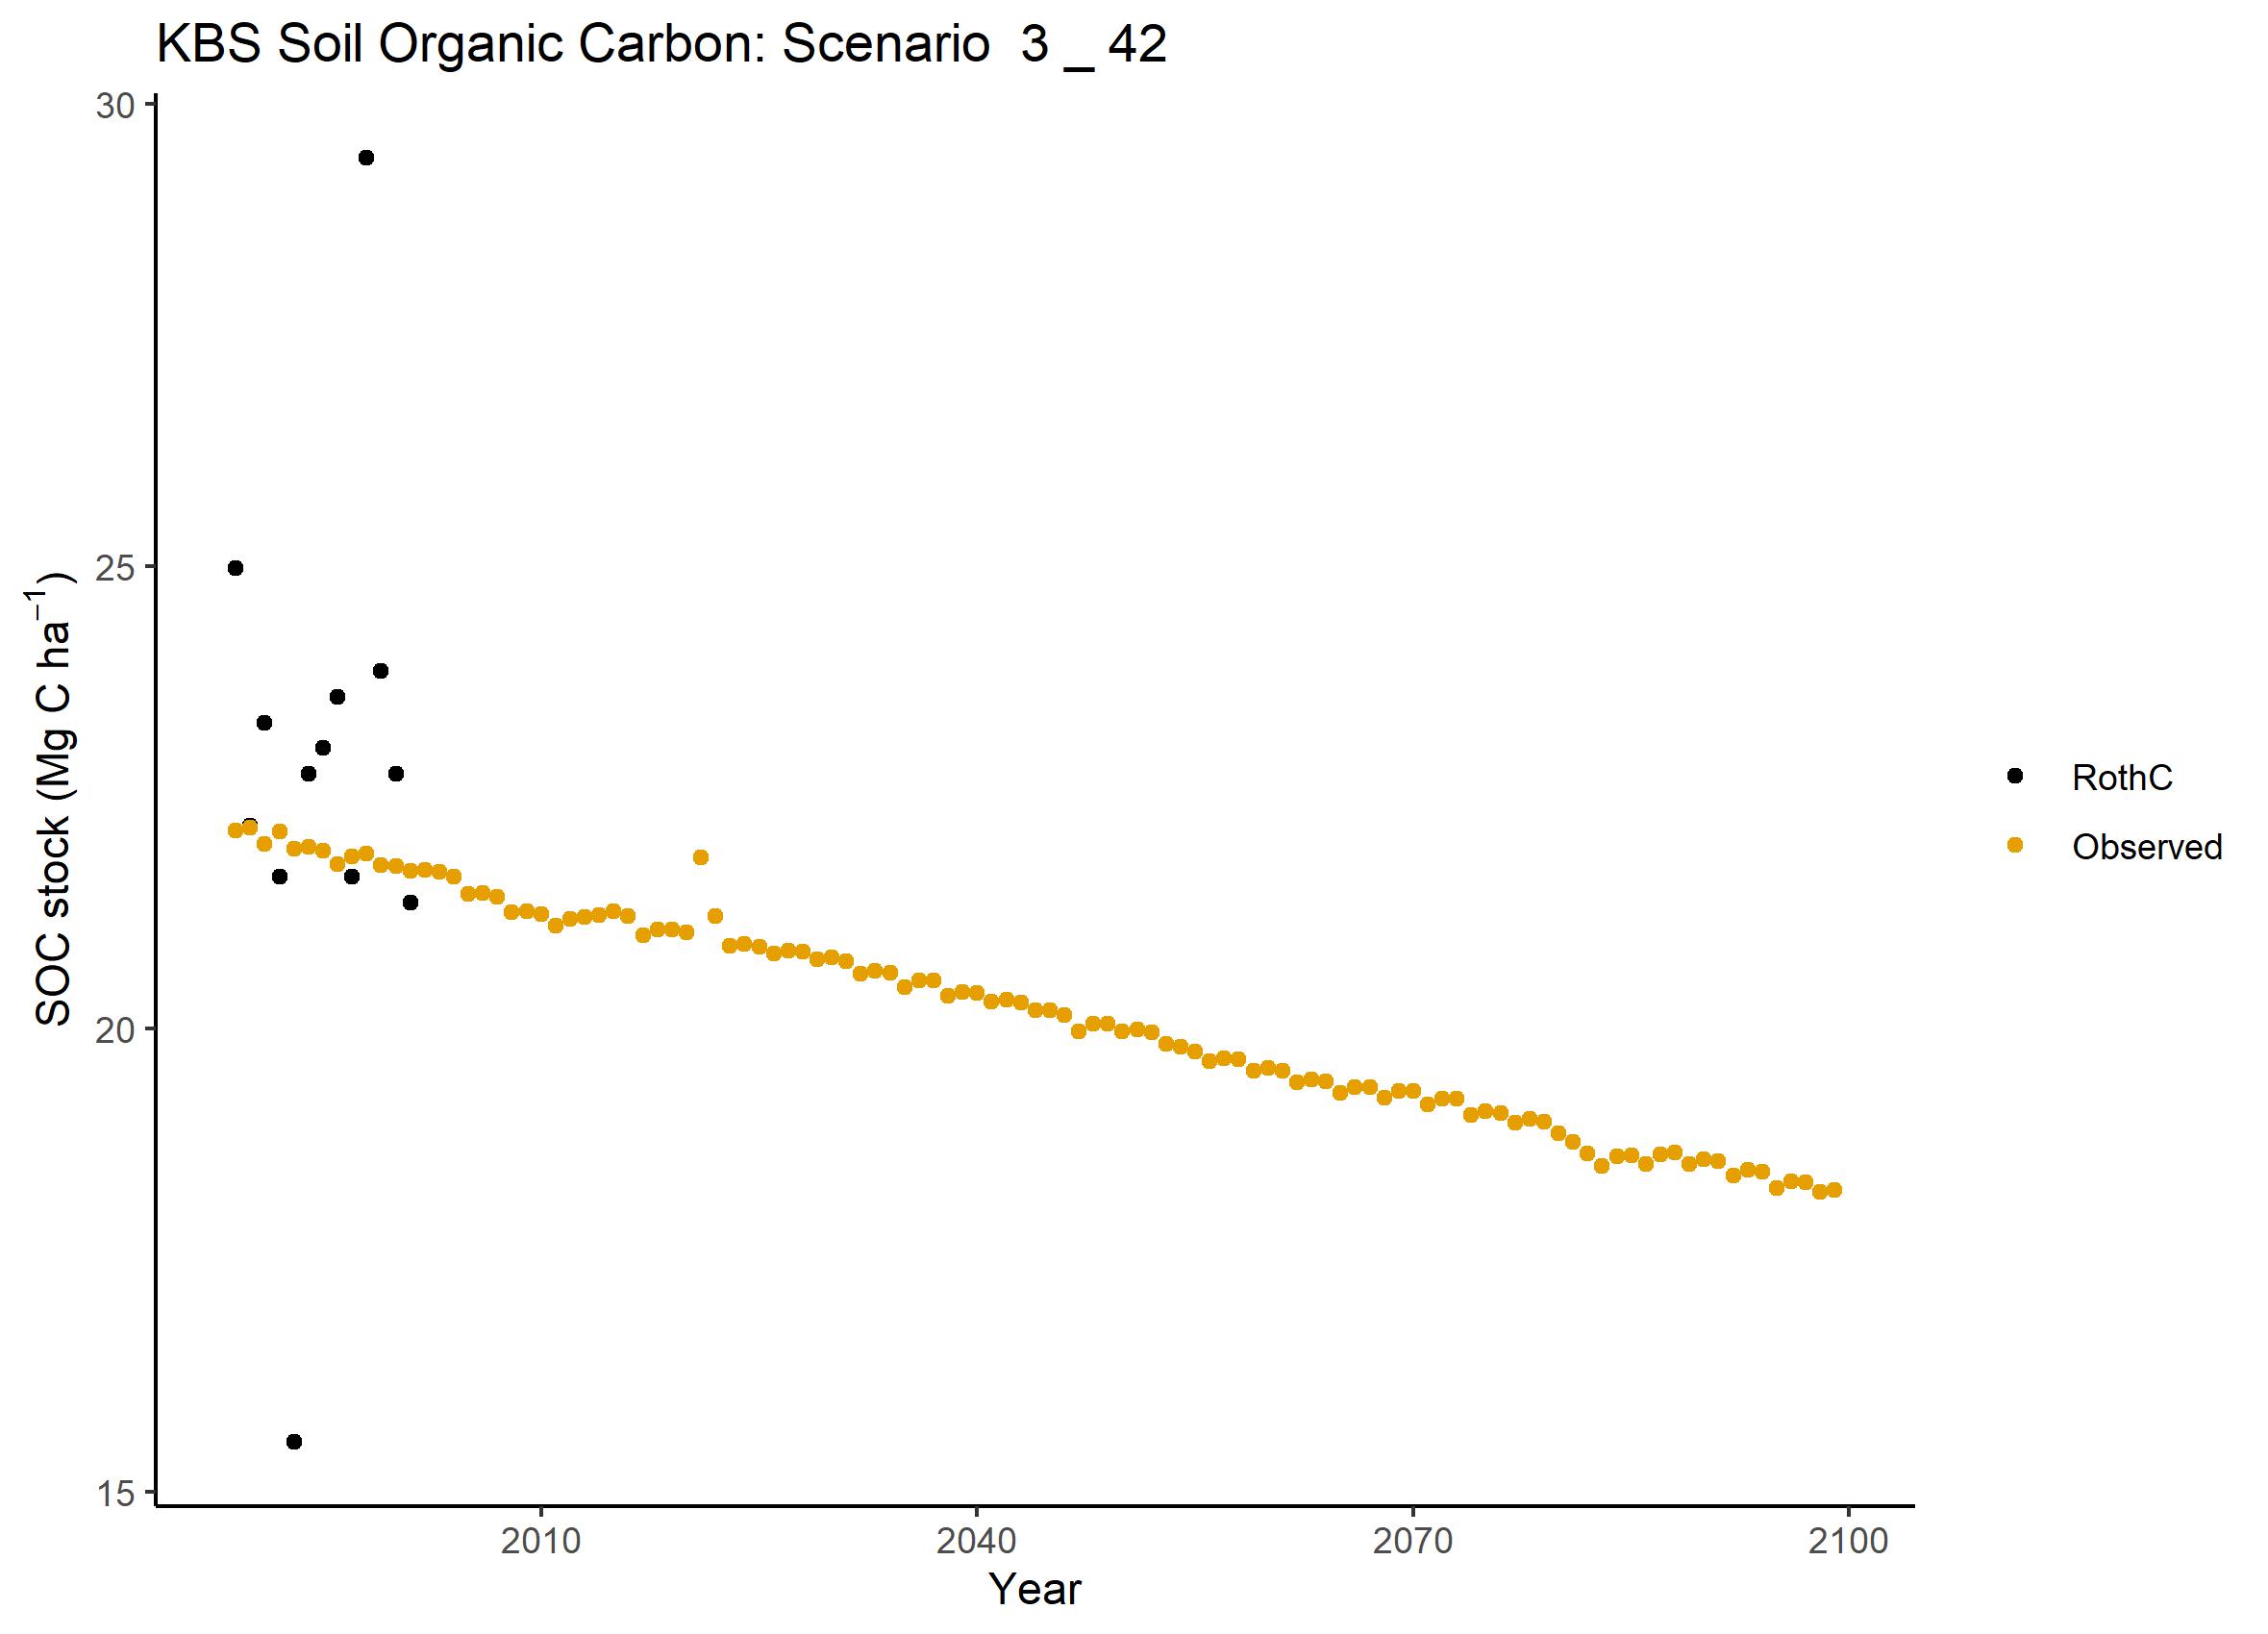 KBS Soil Organic Carbon: Scenario  3 _ 42
30
25
20
15
SOC stock (Mg C ha⁻¹)
2010
2040
2070
2100
Year
RothC
Observed